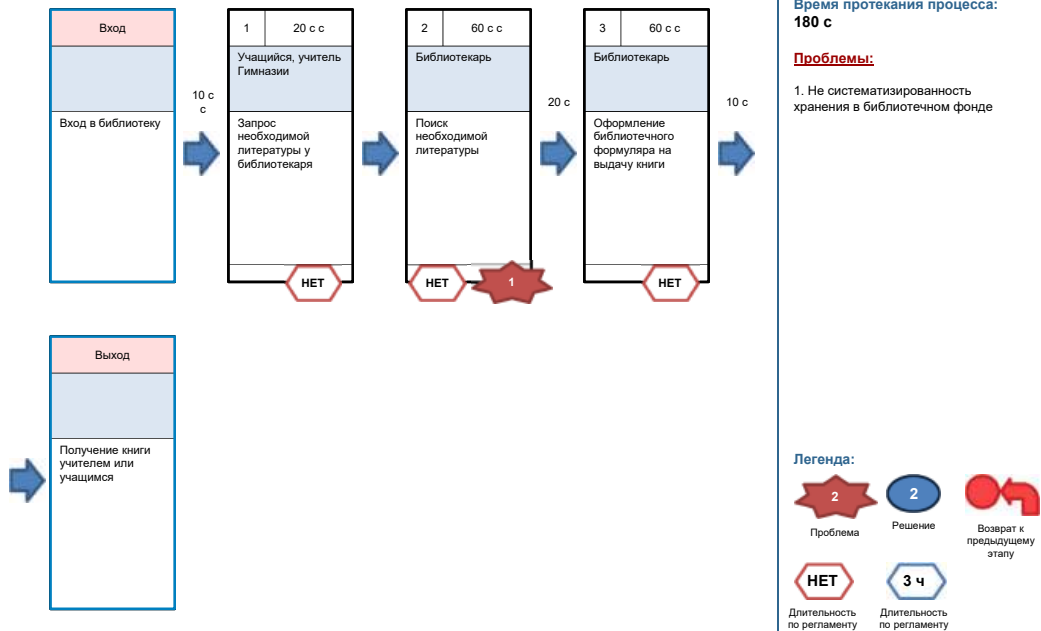 Вход
Вход в библиотеку
10 с
с
1
20 с с
Учащийся, учитель
Гимназии
Запрос
необходимой
литературы у
библиотекаря
НЕТ
2
60 с с
Библиотекарь
Поиск
необходимой
литературы
НЕТ
1
20 с
3
60 с с
Библиотекарь
Оформление
библиотечного
формуляра на
выдачу книги
НЕТ
10 с
Выход
Получение книги
учителем или
учащимся
Время протекания процесса:
180 с
Проблемы:
1. Не систематизированность
хранения в библиотечном фонде
Легенда:
2
Проблема
2
Решение
Возврат к
предыдущему
этапу
НЕТ
Длительность
по регламенту
3 ч
Длительность
по регламенту